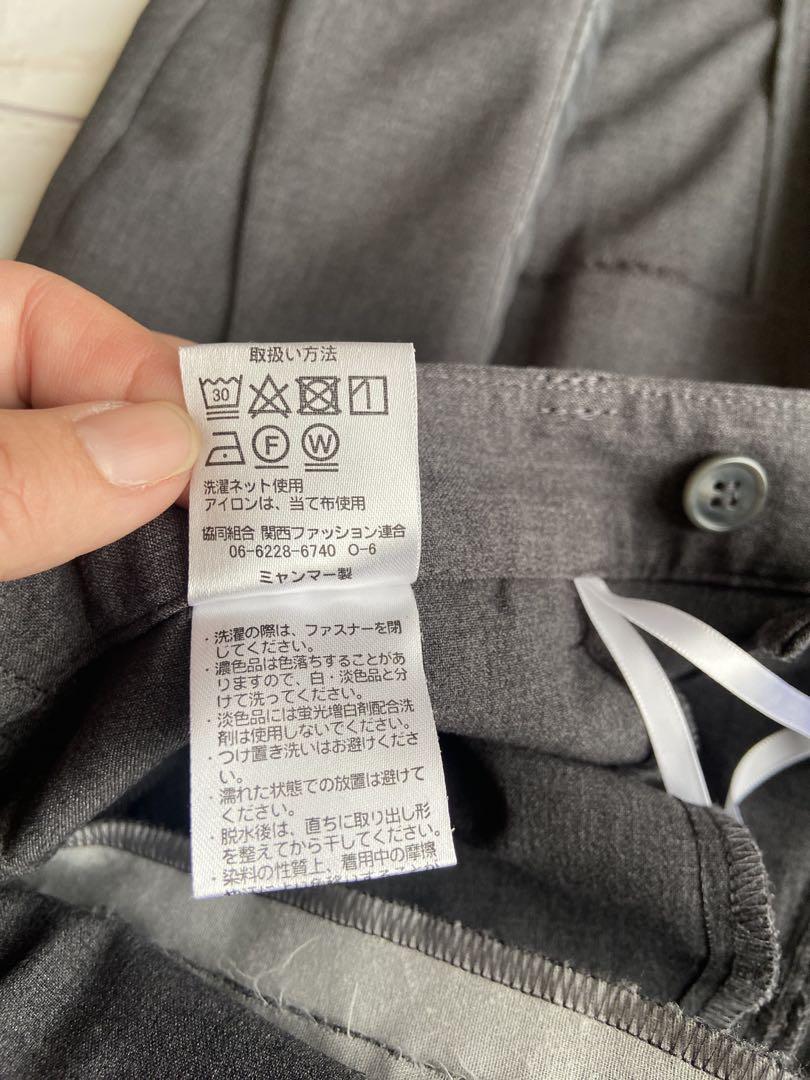 取扱い方法
30
F W
洗濯ネット使用
アイロンは、当て布使用
協同組合 関西ファッション連合
06-6228-6740 O-6
ミャンマー製
・洗濯の際は、ファスナーを閉
じてください。
・濃色品は色落ちすることがあ
りますので、白・淡色品と分
けて洗ってください。
・淡色品には蛍光増白剤配合洗
剤は使用しないでください。
・つけ置き洗いはお避けくださ
い。
・濡れた状態での放置は避けて
ください。
・脱水後は、直ちに取り出し形
を整えてから干してください。
・染料の性質上、着用中の摩擦